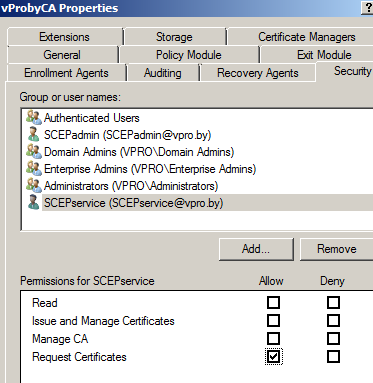 vProbyCA Properties
Extensions Storage Certificate Managers
General Policy Module Exit Module
Enrollment Agents Auditing Recovery Agents Security
Group or user names:
Authenticated Users
SCEPadmin (SCEPadmin@vpro.by)
Domain Admins (VPRO\Domain Admins)
Enterprise Admins (VPRO\Enterprise Admins)
Administrators (VPRO\Administrators)
SCEPservice (SCEPservice@vpro.by)
Add... Remove
Permissions for SCEPservice Allow Deny
Read
Issue and Manage Certificates
Manage CA
Request Certificates